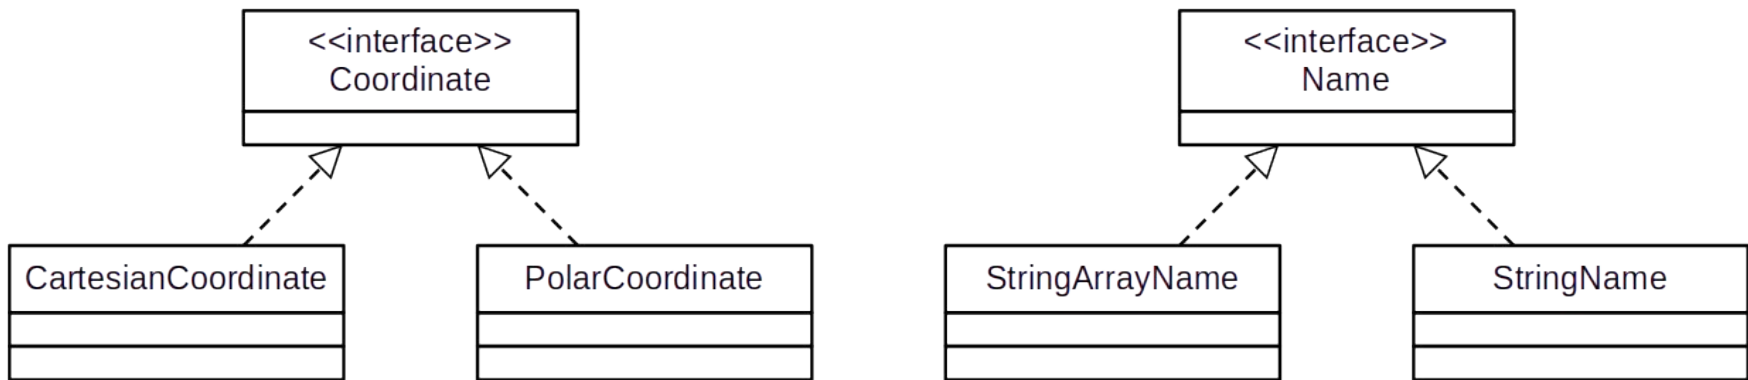 <<interface>>
Coordinate
<<interface>>
Name
CartesianCoordinate
PolarCoordinate
StringArrayName
StringName